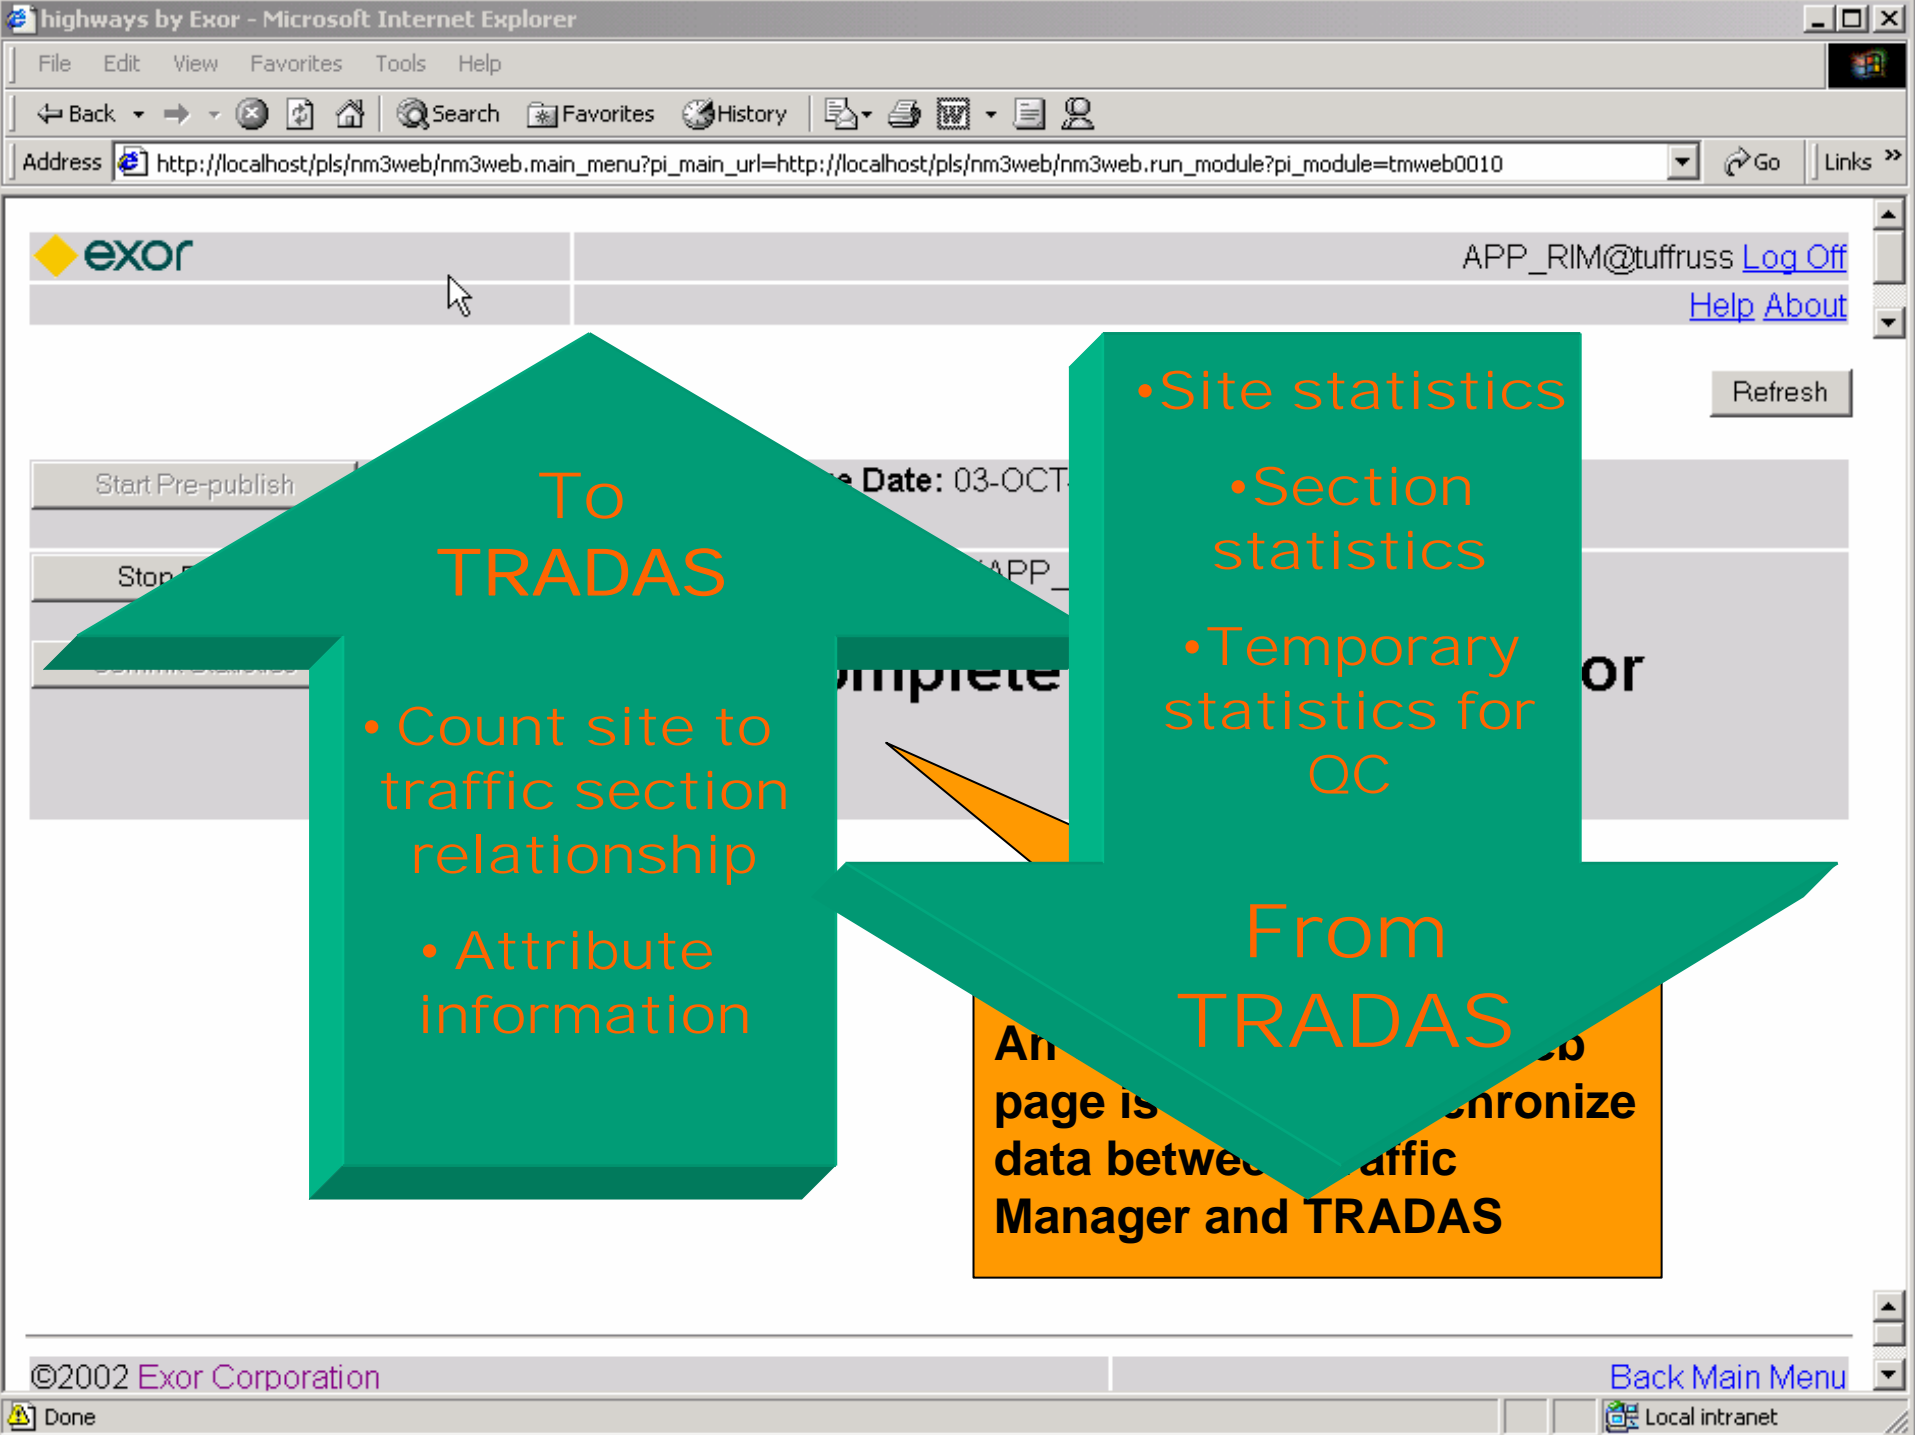 highways by Exor - Microsoft Internet Explorer
File Edit View Favorites Tools Help
Back Search Favorites History
Address http://localhost/pls/nm3web/nm3web.main_menu?pi_main_url=http://localhost/pls/nm3web/nm3web.run_module?pi_module=tmweb0010 Go Links »
exor
APP_RIM@tuffruss Log Off
Help About
Refresh
Start Pre-publish
Date: 03-OCT
Stop
To
TRADAS
• Count site to
traffic section
relationship
• Attribute
information
•Site statistics
•Section
statistics
•Temporary
statistics for
QC
From
TRADAS
page is
data
Manager and TRADAS
©2002 Exor Corporation
Back Main Menu
Done
Local intranet